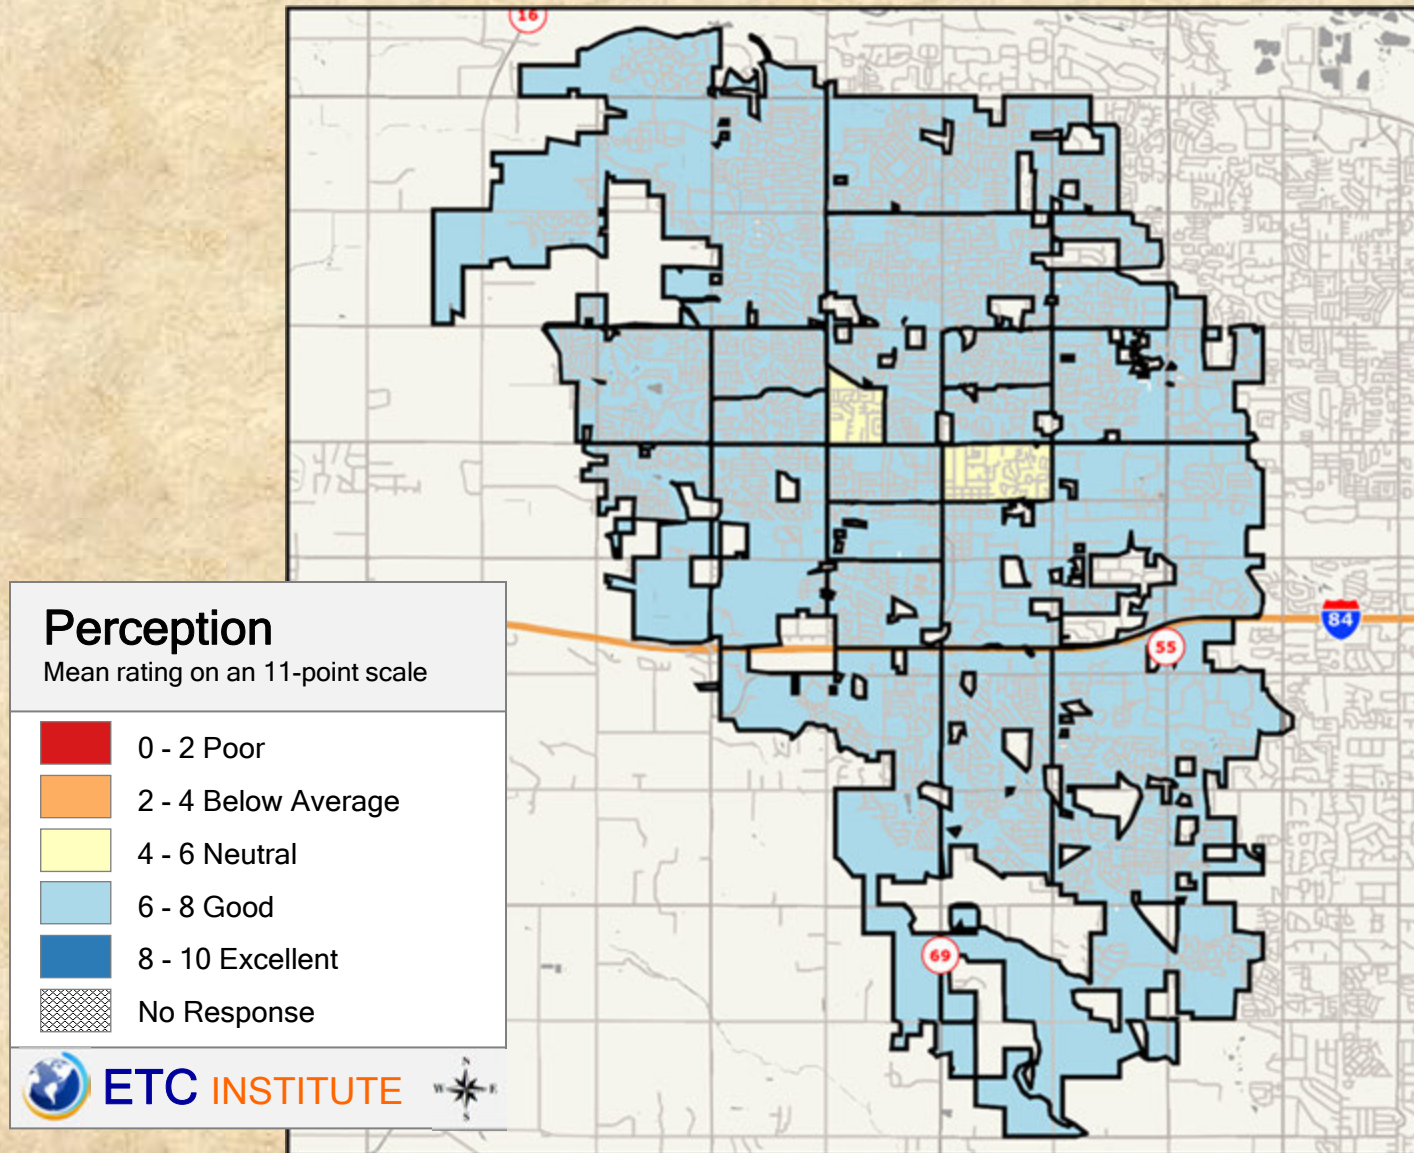 16
84
55
69
Perception
Mean rating on an 11-point scale
0 - 2 Poor
2 - 4 Below Average
4 - 6 Neutral
6 - 8 Good
8 - 10 Excellent
No Response
ETC INSTITUTE
N
W E
S